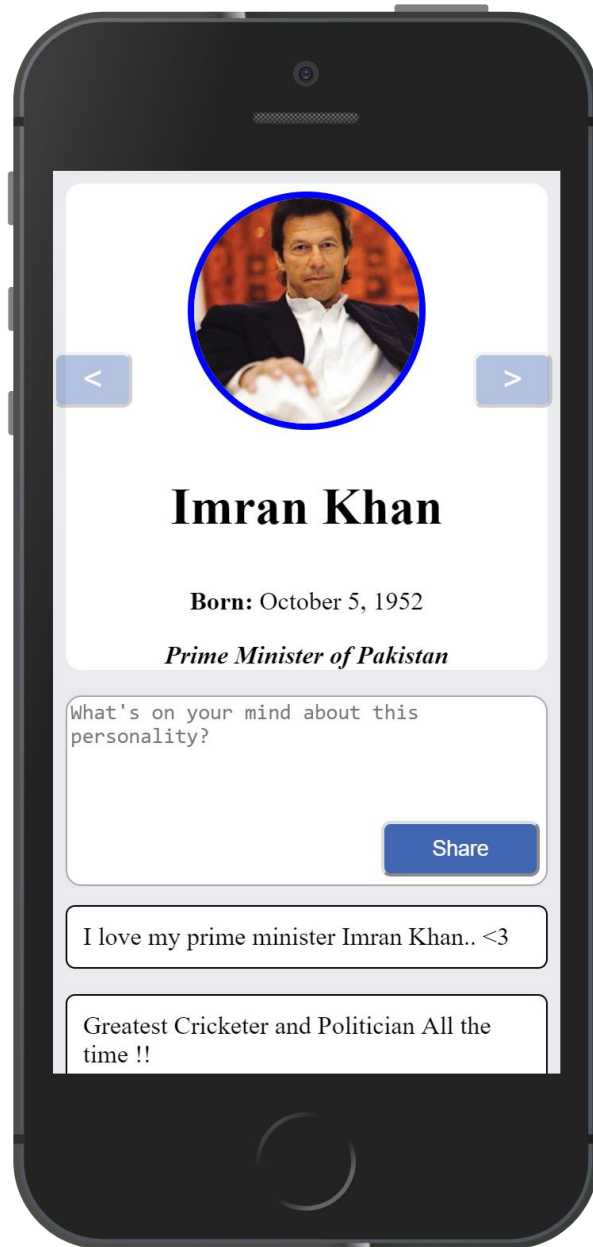 <
>
Imran Khan
Born: October 5, 1952
Prime Minister of Pakistan
What's on your mind about this
personality?
Share
I love my prime minister Imran Khan.. <3
Greatest Cricketer and Politician All the
time !!